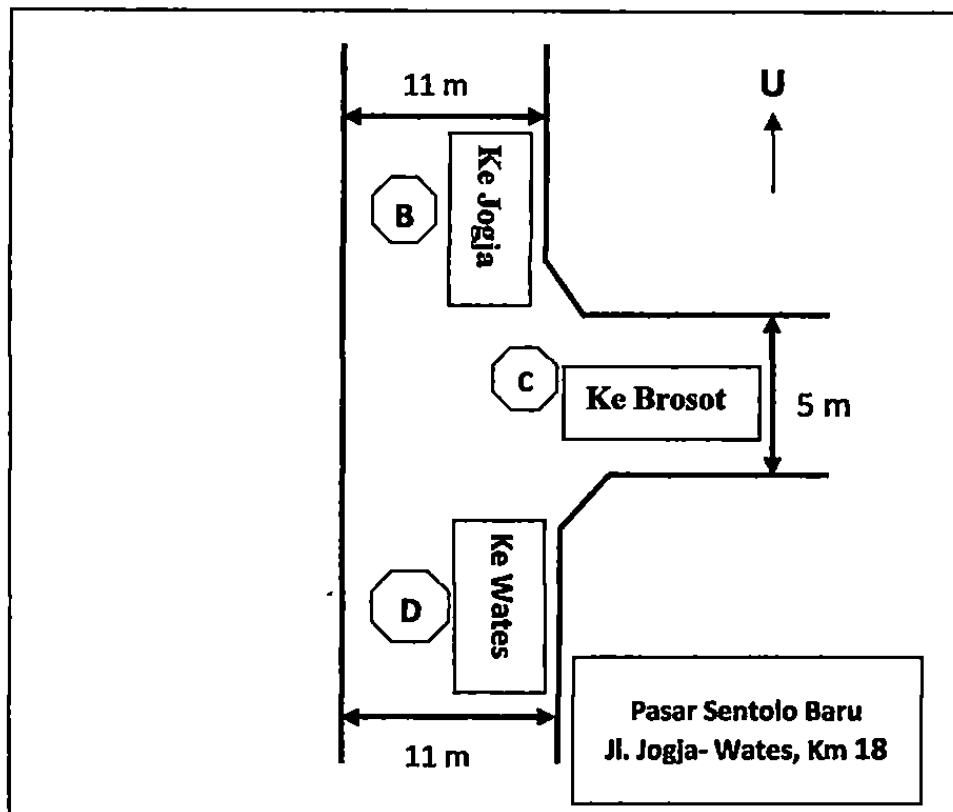 11 m
U
Ke Jogja
B
C
Ke Brosot
5 m
Ke Wates
D
11 m
Pasar Sentolo Baru
Jl. Jogja- Wates, Km 18